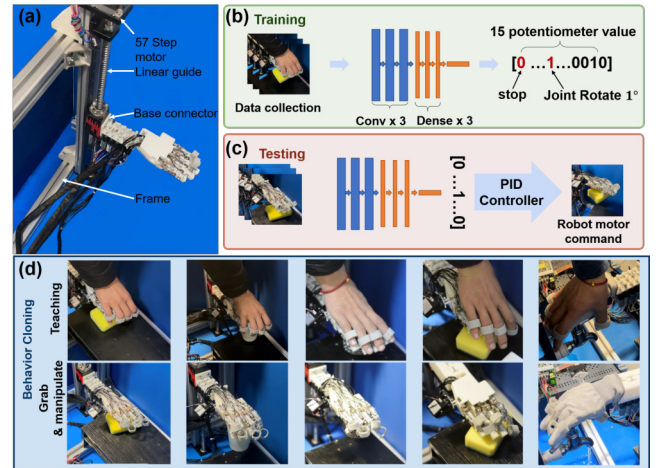 (a)
57 Step
motor
Linear guide
Base connector
Frame
(b) Training
Data collection
Conv x 3
Dense x 3
15 potentiometer value
[0 ...1...0010]
stop
Joint Rotate 1°
(c) Testing
[0 ... 1...0]
PID
Controller
Robot motor
command
(d)
Behavior Cloning
Teaching
Grab
& manipulate